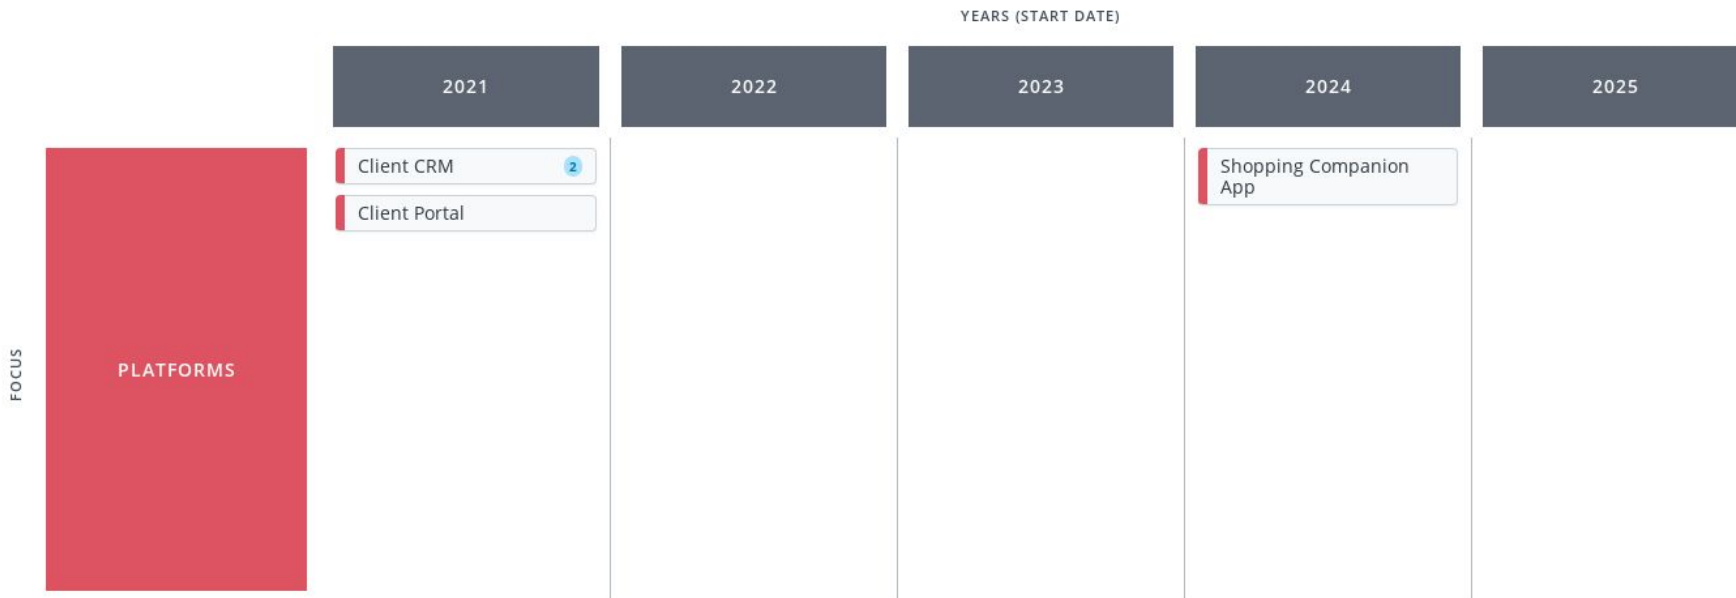 YEARS (START DATE)
2021
2022
2023
2024
2025
FOCUS
PLATFORMS
Client CRM
2
Client Portal
Shopping Companion
App